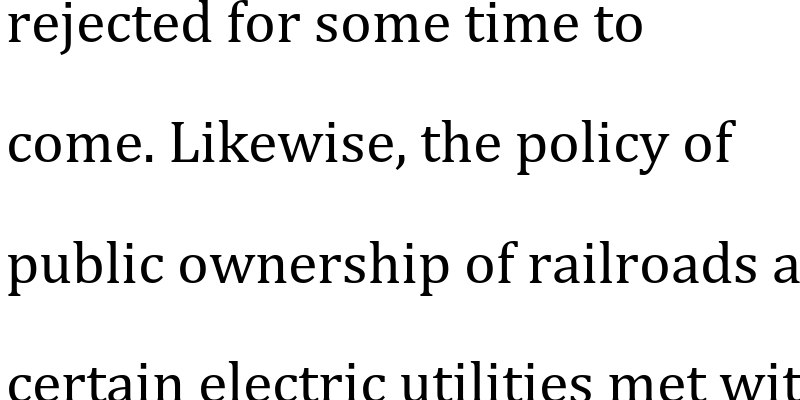 rejected for some time to
come. Likewise, the policy of
public ownership of railroads a
certain electric utilities met wit